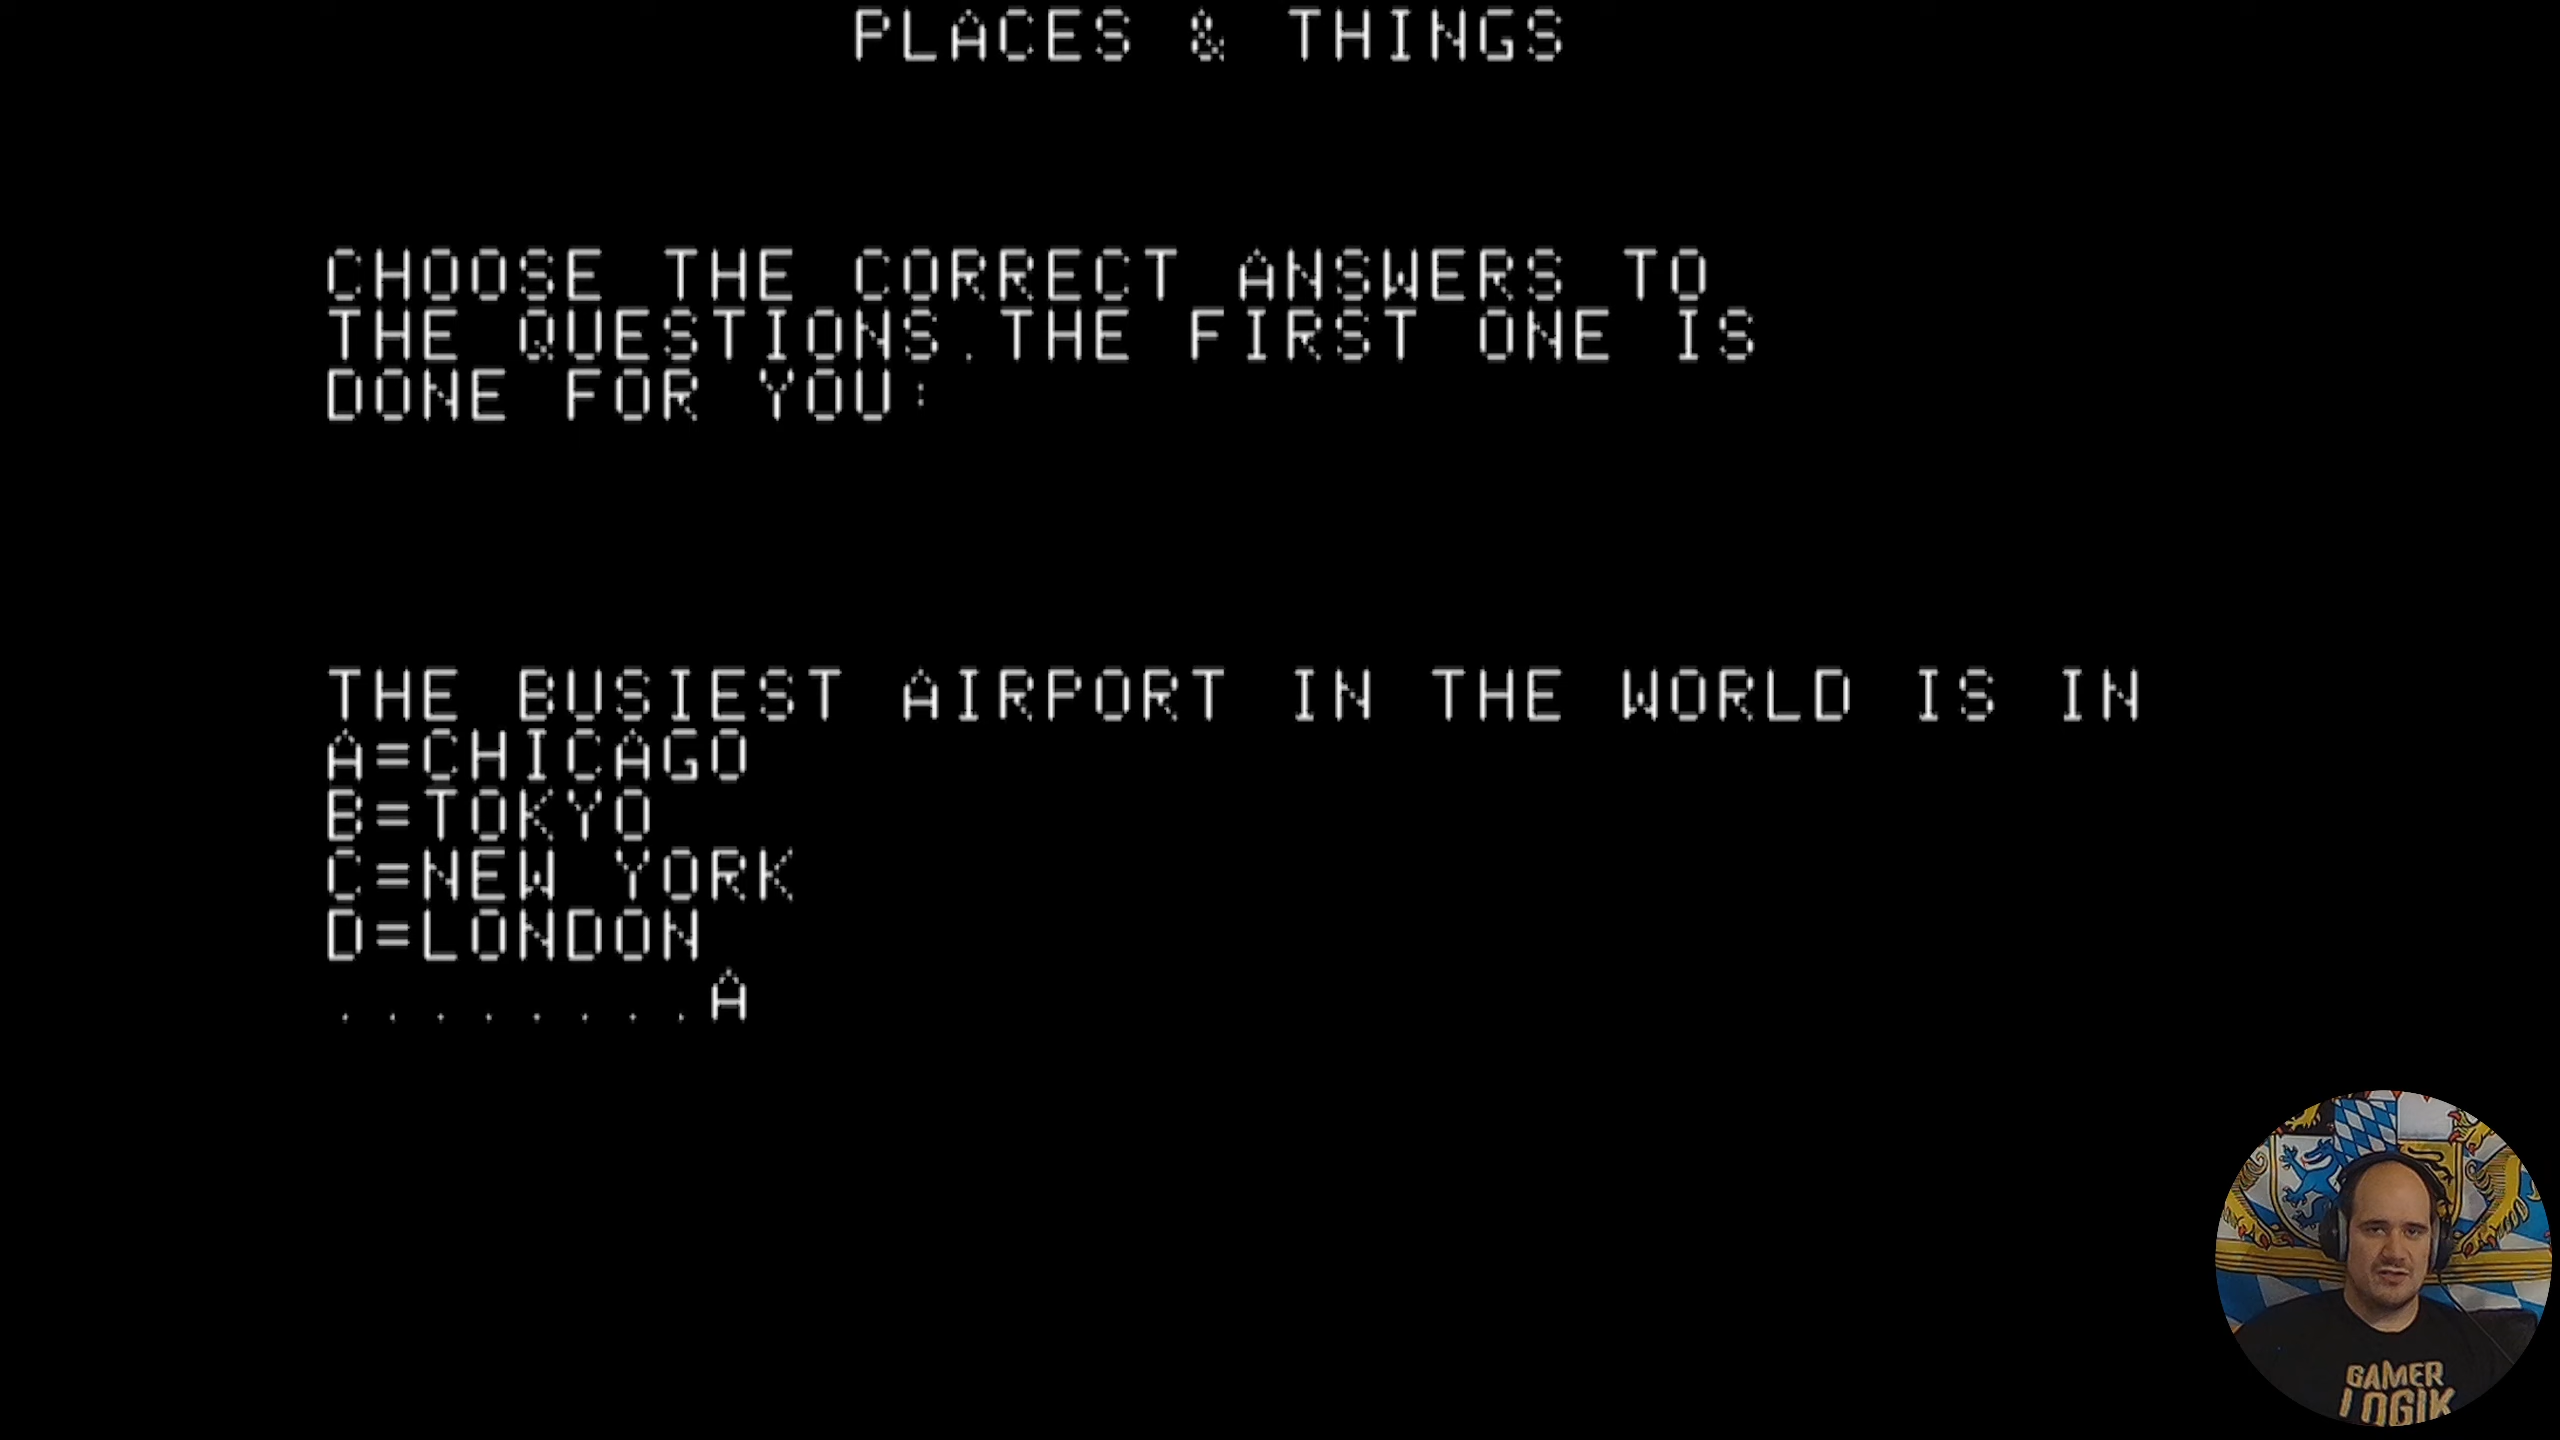 PLACES & THINGS
CHOOSE THE CORRECT ANSWERS TO
THE QUESTIONS.THE FIRST ONE IS
DONE FOR YOU:
THE BUSIEST AIRPORT IN THE WORLD IS IN
A=CHICAGO
B=TOKYO
C=NEW YORK
D=LONDON
........A
GAMER
LOGIK